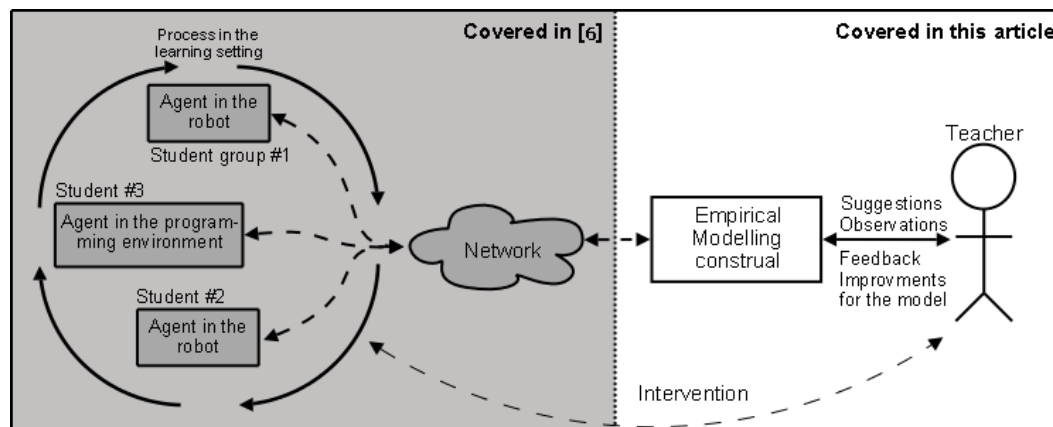 Process in the
learning setting
Covered in [6]
Covered in this article
Agent in the
robot
Student group #1
Student #3
Agent in the program-
ming environment
Student #2
Agent in the
robot
Network
Empirical
Modelling
construal
Suggestions
Observations
Feedback
Improvments
for the model
Teacher
Intervention